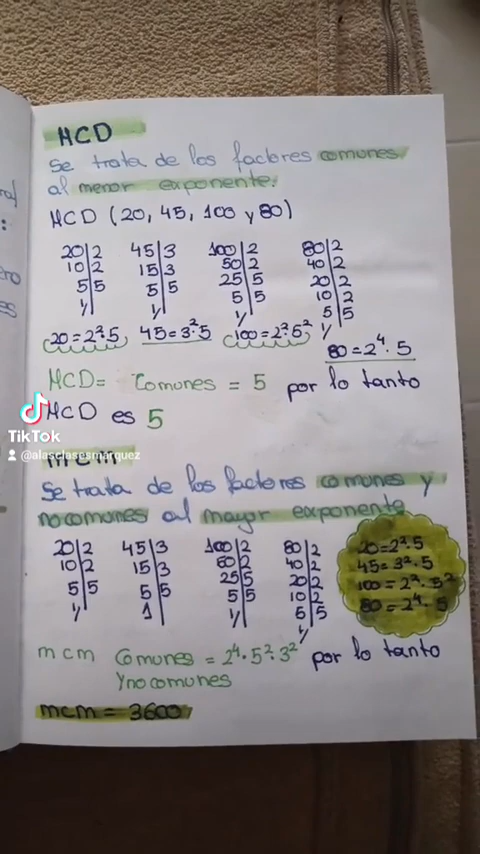 MCD
Se trata de los factores comunes
al menor exponente.
MCD (20, 45, 100 y 80)
20|2 45|3 100|2 80|2
10|2 15|3 50|2 40|2
5|5 5|5 25|5 20|2
1 5|5 10|2
1 5|5
1
20=2²·5 45=3²·5 100=2²·5²
80=2⁴·5
MCD= Comunes = 5 por lo tanto
MCD es 5
TikTok
@alasclasesmarquez
mcm
Se trata de los factores comunes y
no comunes al mayor exponente
20|2 45|3 100|2 80|2
10|2 15|3 50|2 40|2
5|5 5|5 25|5 20|2
1 1 5|5 10|2
1 5|5
1
20=2²·5
45=3²·5
100=2²·5²
80=2⁴·5
mcm Comunes = 2⁴·5²·3² por lo tanto
y no comunes
mcm = 3600